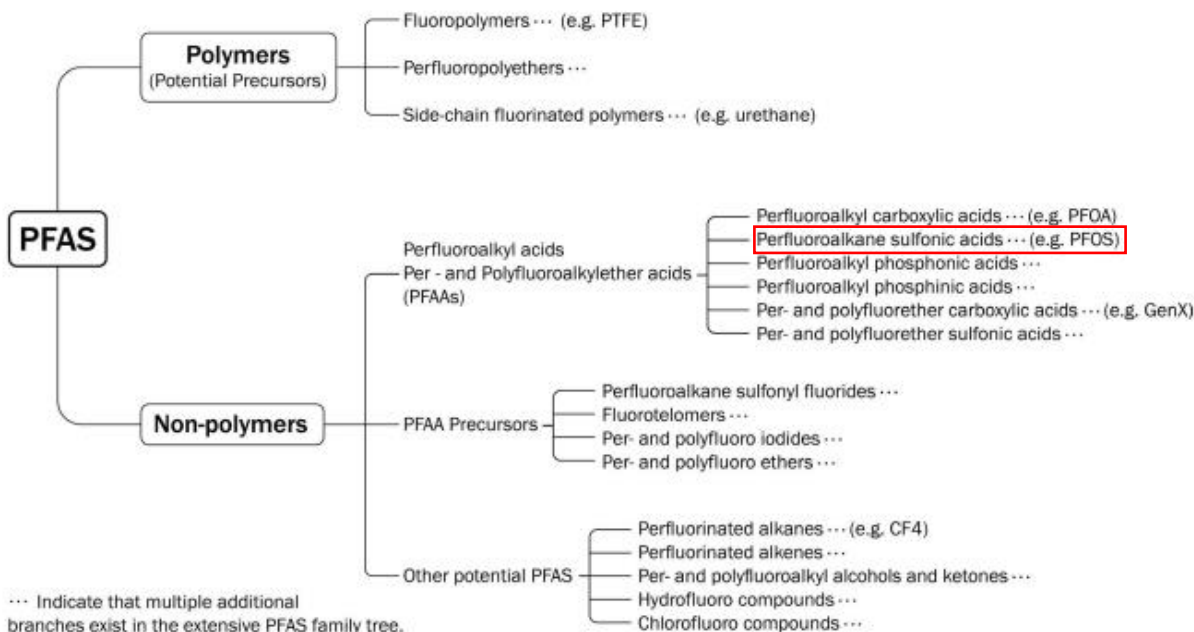 PFAS
Polymers
(Potential Precursors)
Fluoropolymers ··· (e.g. PTFE)
Perfluoropolyethers ···
Side-chain fluorinated polymers ··· (e.g. urethane)
Non-polymers
Perfluoroalkyl acids
Per - and Polyfluoroalkylether acids
(PFAAs)
Perfluoroalkyl carboxylic acids ··· (e.g. PFOA)
Perfluoroalkane sulfonic acids ··· (e.g. PFOS)
Perfluoroalkyl phosphonic acids ···
Perfluoroalkyl phosphinic acids ···
Per- and polyfluorether carboxylic acids ··· (e.g. GenX)
Per- and polyfluorether sulfonic acids ···
PFAA Precursors
Perfluoroalkane sulfonyl fluorides ···
Fluorotelomers ···
Per- and polyfluoro iodides ···
Per- and polyfluoro ethers ···
Other potential PFAS
Perfluorinated alkanes ··· (e.g. CF4)
Perfluorinated alkenes ···
Per- and polyfluoroalkyl alcohols and ketones ···
Hydrofluoro compounds ···
Chlorofluoro compounds ···
··· Indicate that multiple additional
branches exist in the extensive PFAS family tree.